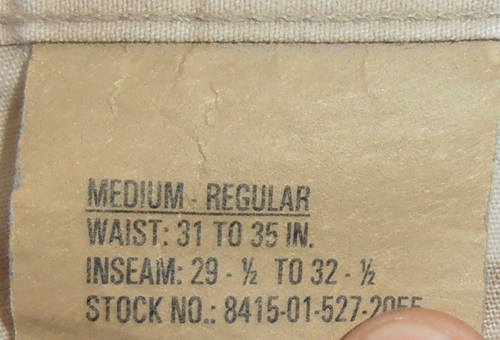 MEDIUM - REGULAR
WAIST: 31 TO 35 IN.
INSEAM: 29 - ½ TO 32 - ½
STOCK NO.: 8415-01-527-2055